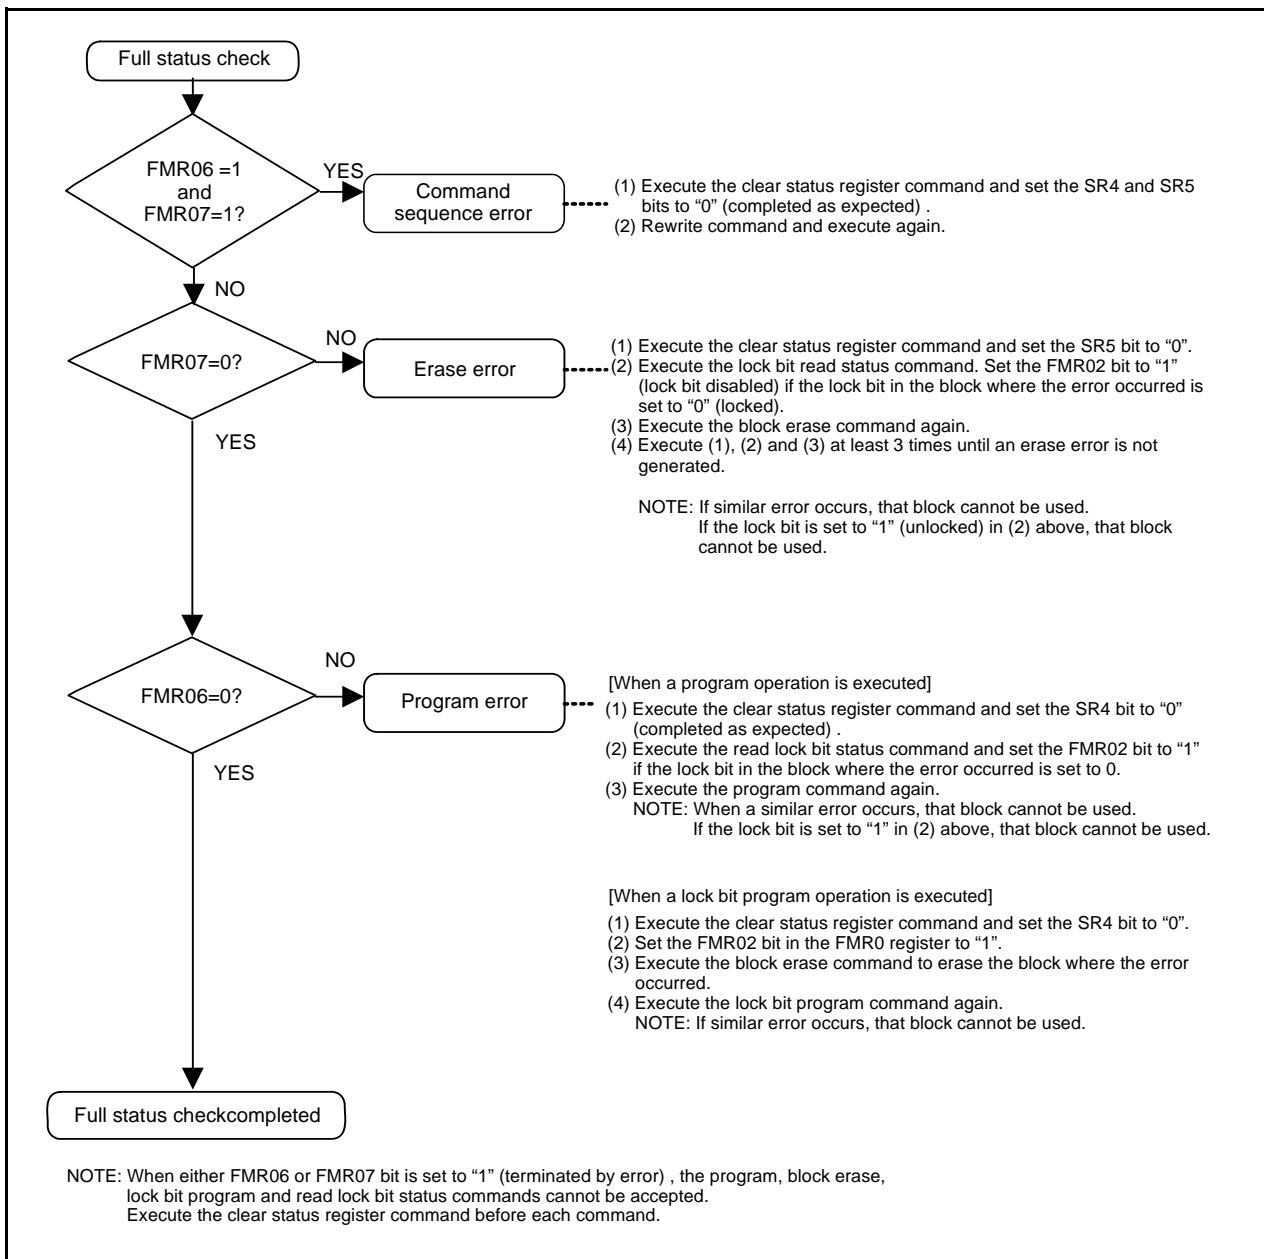 Full status check
FMR06 =1
and
FMR07=1?
YES
Command
sequence error
(1) Execute the clear status register command and set the SR4 and SR5
bits to “0” (completed as expected) .
(2) Rewrite command and execute again.
NO
FMR07=0?
NO
Erase error
(1) Execute the clear status register command and set the SR5 bit to “0”.
(2) Execute the lock bit read status command. Set the FMR02 bit to “1”
(lock bit disabled) if the lock bit in the block where the error occurred is
set to “0” (locked).
(3) Execute the block erase command again.
(4) Execute (1), (2) and (3) at least 3 times until an erase error is not
generated.
NOTE: If similar error occurs, that block cannot be used.
If the lock bit is set to “1” (unlocked) in (2) above, that block
cannot be used.
YES
FMR06=0?
NO
Program error
[When a program operation is executed]
(1) Execute the clear status register command and set the SR4 bit to “0”
(completed as expected) .
(2) Execute the read lock bit status command and set the FMR02 bit to “1”
if the lock bit in the block where the error occurred is set to 0.
(3) Execute the program command again.
NOTE: When a similar error occurs, that block cannot be used.
If the lock bit is set to “1” in (2) above, that block cannot be used.
YES
[When a lock bit program operation is executed]
(1) Execute the clear status register command and set the SR4 bit to “0”.
(2) Set the FMR02 bit in the FMR0 register to “1”.
(3) Execute the block erase command to erase the block where the error
occurred.
(4) Execute the lock bit program command again.
NOTE: If similar error occurs, that block cannot be used.
Full status checkcompleted
NOTE: When either FMR06 or FMR07 bit is set to “1” (terminated by error) , the program, block erase,
lock bit program and read lock bit status commands cannot be accepted.
Execute the clear status register command before each command.